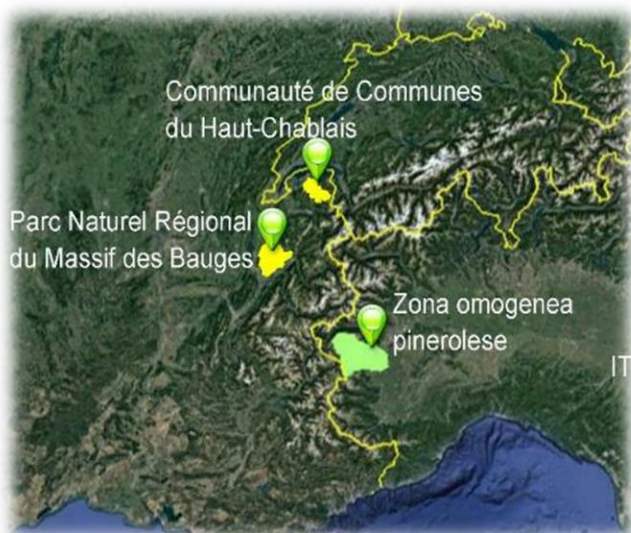 Communauté de Communes
du Haut-Chablais
Parc Naturel Régional
du Massif des Bauges
Zona omogenea
pinerolese
IT